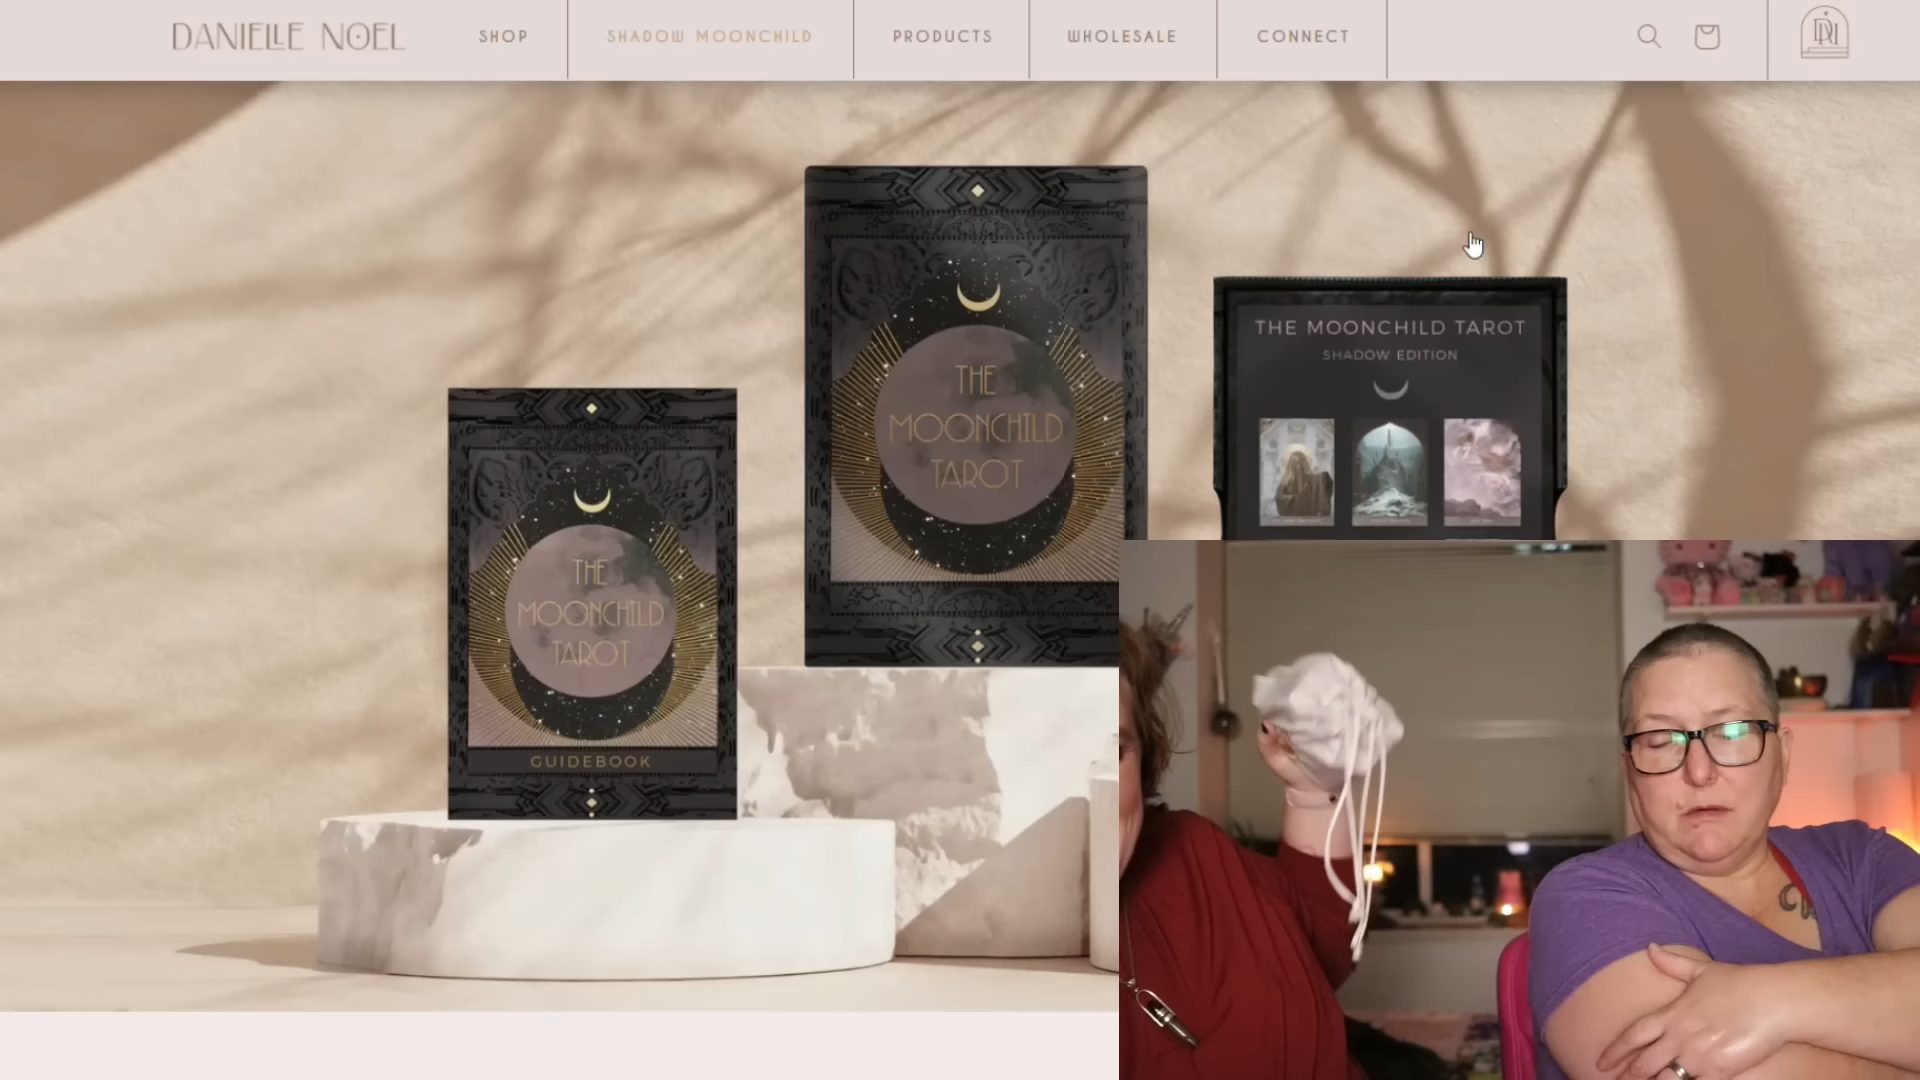 DANIELLE NOEL
SHOP
SHADOW MOONCHILD
PRODUCTS
WHOLESALE
CONNECT
THE
MOONCHILD
TAROT
GUIDEBOOK
THE
MOONCHILD
TAROT
THE MOONCHILD TAROT
SHADOW EDITION